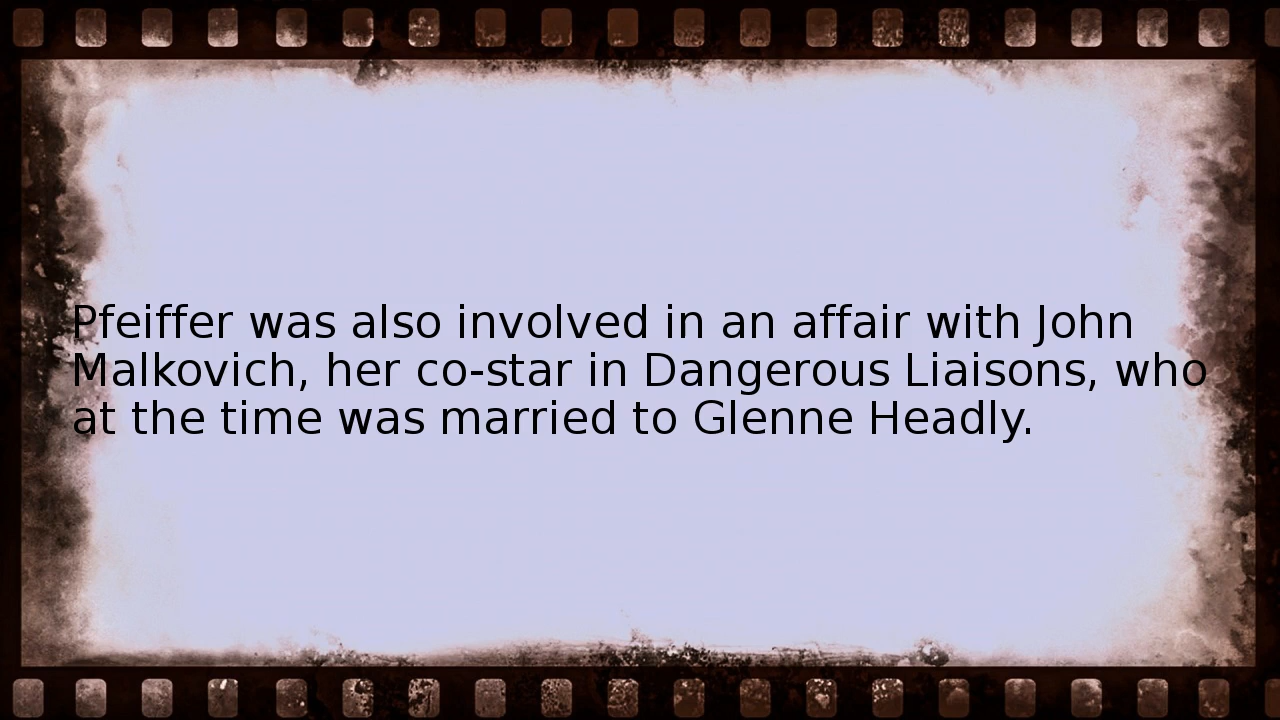 Pfeiffer was also involved in an affair with John
Malkovich, her co-star in Dangerous Liaisons, who
at the time was married to Glenne Headly.